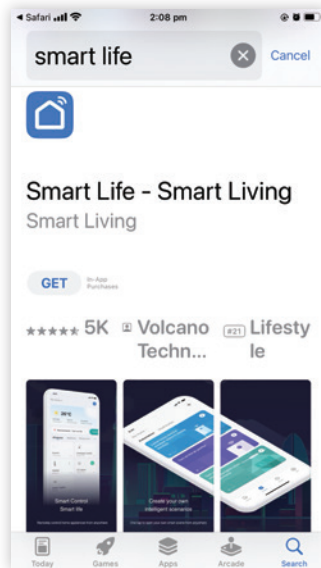 Safari 2:08 pm
smart life Cancel
Smart Life - Smart Living
Smart Living
GET In-App
Purchases
5K Volcano #21 Lifesty
Techn... le
26°C
Smart Control
Smart life
Create your own
intelligent scenarios
Today Games Apps Arcade Search